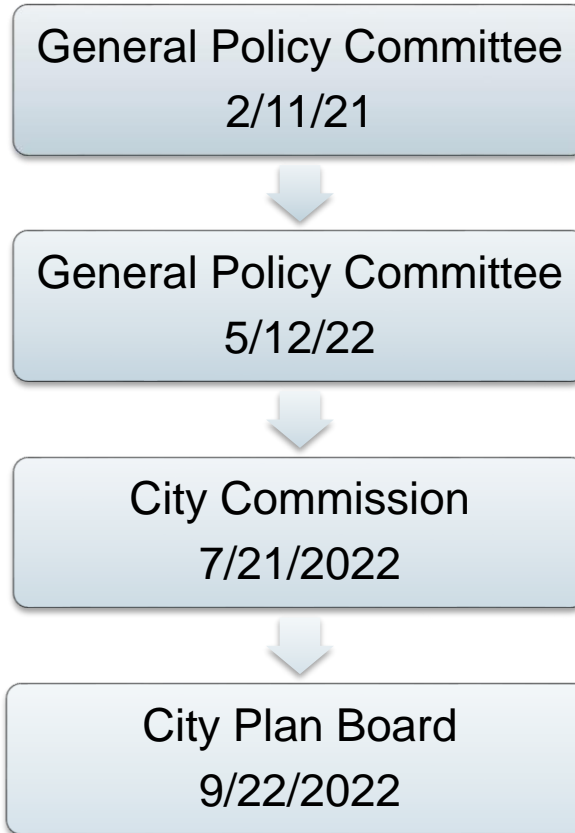 General Policy Committee
2/11/21
General Policy Committee
5/12/22
City Commission
7/21/2022
City Plan Board
9/22/2022